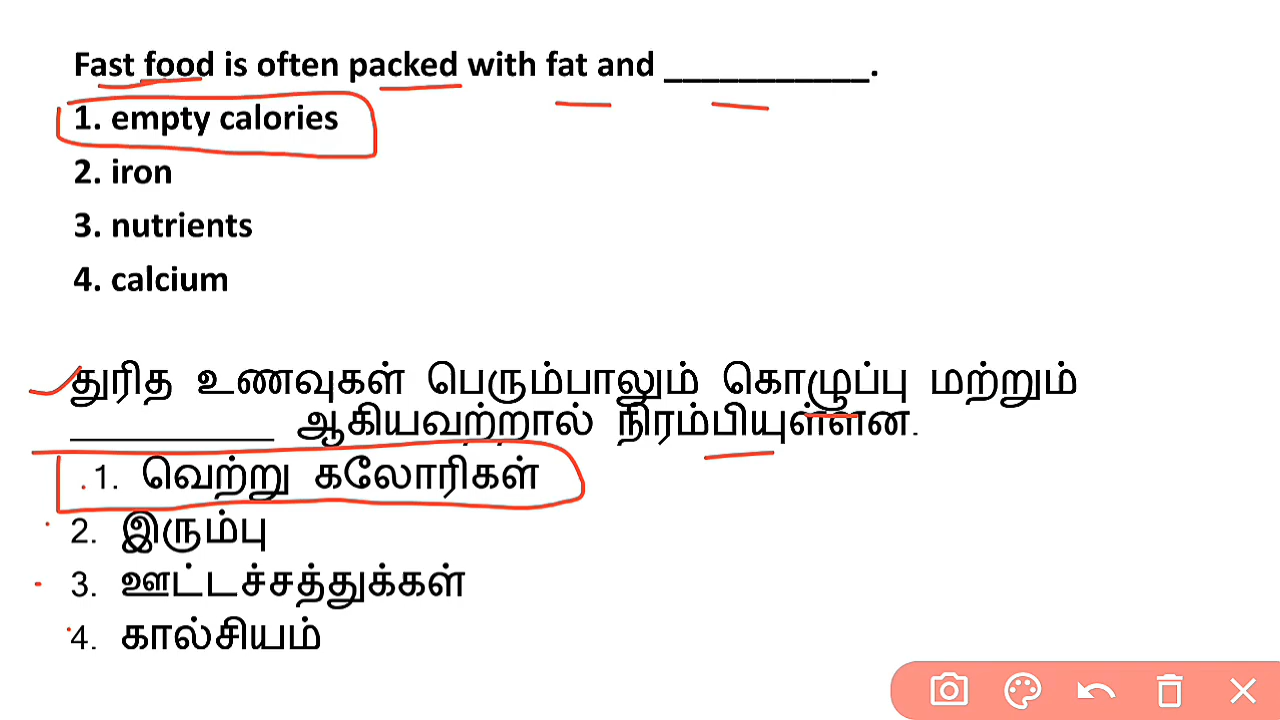 Fast food is often packed with fat and ___________.
1. empty calories
2. iron
3. nutrients
4. calcium
துரித உணவுகள் பெரும்பாலும் கொழுப்பு மற்றும்
__________ ஆகியவற்றால் நிரம்பியுள்ளன.
1. வெற்று கலோரிகள்
2. இரும்பு
3. ஊட்டச்சத்துக்கள்
4. கால்சியம்